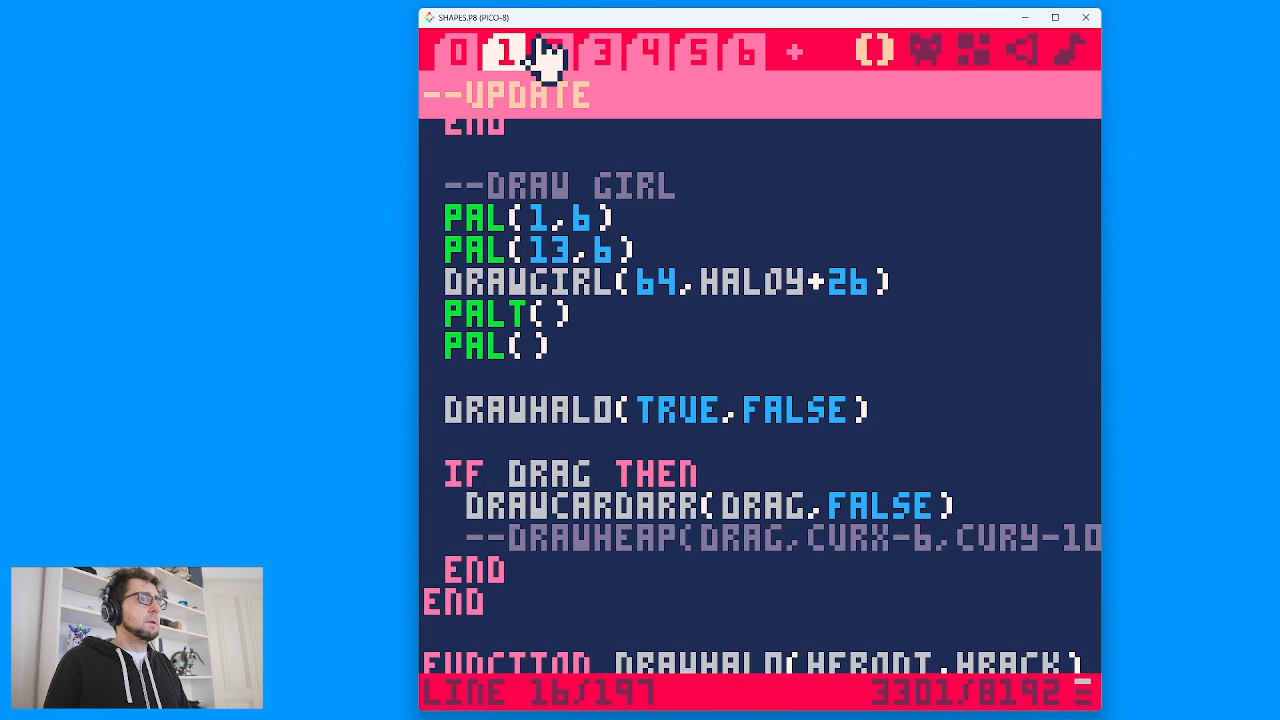 SHAPES.P8 (PICO-8)
0 1 3 4 5 6 +
--UPDATE
END
--DRAW GIRL
PAL(1,6)
PAL(13,6)
DRAWGIRL(64,HALOY+26)
PALT()
PAL()
DRAWHALO(TRUE,FALSE)
IF DRAG THEN
DRAWCARDARR(DRAG,FALSE)
--DRAWHEAP(DRAG,CURX-6,CURY-10
END
END
FUNCTION DRAWHALO(HFRONT,HBACK)
LINE 16/197 3301/8192